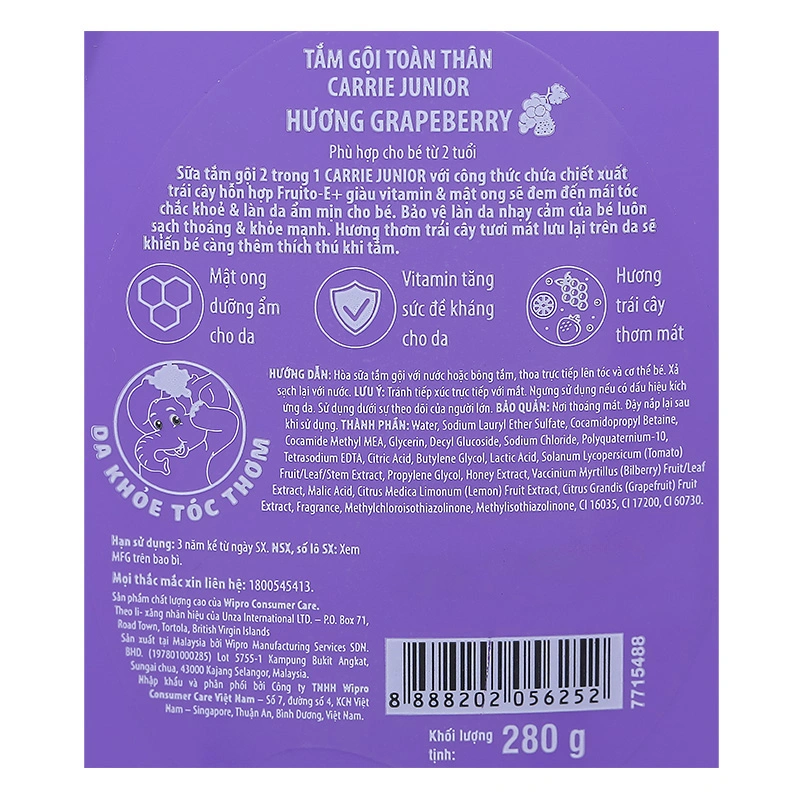 TẮM GỘI TOÀN THÂN
CARRIE JUNIOR
HƯƠNG GRAPEBERRY
Phù hợp cho bé từ 2 tuổi
Sữa tắm gội 2 trong 1 CARRIE JUNIOR với công thức chứa chiết xuất
trái cây hỗn hợp Fruito-E+ giàu vitamin & mật ong sẽ đem đến mái tóc
chắc khoẻ & làn da ẩm mịn cho bé. Bảo vệ làn da nhạy cảm của bé luôn
sạch thoáng & khỏe mạnh. Hương thơm trái cây tươi mát lưu lại trên da sẽ
khiến bé càng thêm thích thú khi tắm.
Mật ong
dưỡng ẩm
cho da
Vitamin tăng
sức đề kháng
cho da
Hương
trái cây
thơm mát
DA KHỎE TÓC THƠM
HƯỚNG DẪN: Hòa sữa tắm gội với nước hoặc bông tắm, thoa trực tiếp lên tóc và cơ thể bé. Xả
sạch lại với nước. LƯU Ý: Tránh tiếp xúc trực tiếp với mắt. Ngưng sử dụng nếu có dấu hiệu kích
ứng da. Sử dụng dưới sự theo dõi của người lớn. BẢO QUẢN: Nơi thoáng mát. Đậy nắp lại sau
khi sử dụng. THÀNH PHẦN: Water, Sodium Lauryl Ether Sulfate, Cocamidopropyl Betaine,
Cocamide Methyl MEA, Glycerin, Decyl Glucoside, Sodium Chloride, Polyquaternium-10,
Tetrasodium EDTA, Citric Acid, Butylene Glycol, Lactic Acid, Solanum Lycopersicum (Tomato)
Fruit/Leaf/Stem Extract, Propylene Glycol, Honey Extract, Vaccinium Myrtillus (Bilberry) Fruit/Leaf
Extract, Malic Acid, Citrus Medica Limonum (Lemon) Fruit Extract, Citrus Grandis (Grapefruit) Fruit
Extract, Fragrance, Methylchloroisothiazolinone, Methylisothiazolinone, CI 16035, CI 17200, CI 60730.
Hạn sử dụng: 3 năm kể từ ngày SX. NSX, số lô SX: Xem
MFG trên bao bì.
Mọi thắc mắc xin liên hệ: 1800545413.
Sản phẩm chất lượng cao của Wipro Consumer Care.
Theo li- xăng nhãn hiệu của Unza International LTD. – P.O. Box 71,
Road Town, Tortola, British Virgin Islands
Sản xuất tại Malaysia bởi Wipro Manufacturing Services SDN.
BHD. (197801000285) Lot 5755-1 Kampung Bukit Angkat,
Sungai chua, 43000 Kajang Selangor, Malaysia.
Nhập khẩu và phân phối bởi Công ty TNHH Wipro
Consumer Care Việt Nam – Số 7, đường số 4, KCN Việt
Nam – Singapore, Thuận An, Bình Dương, Việt Nam.
8 888202 056252
7715488
Khối lượng
tịnh:
280 g